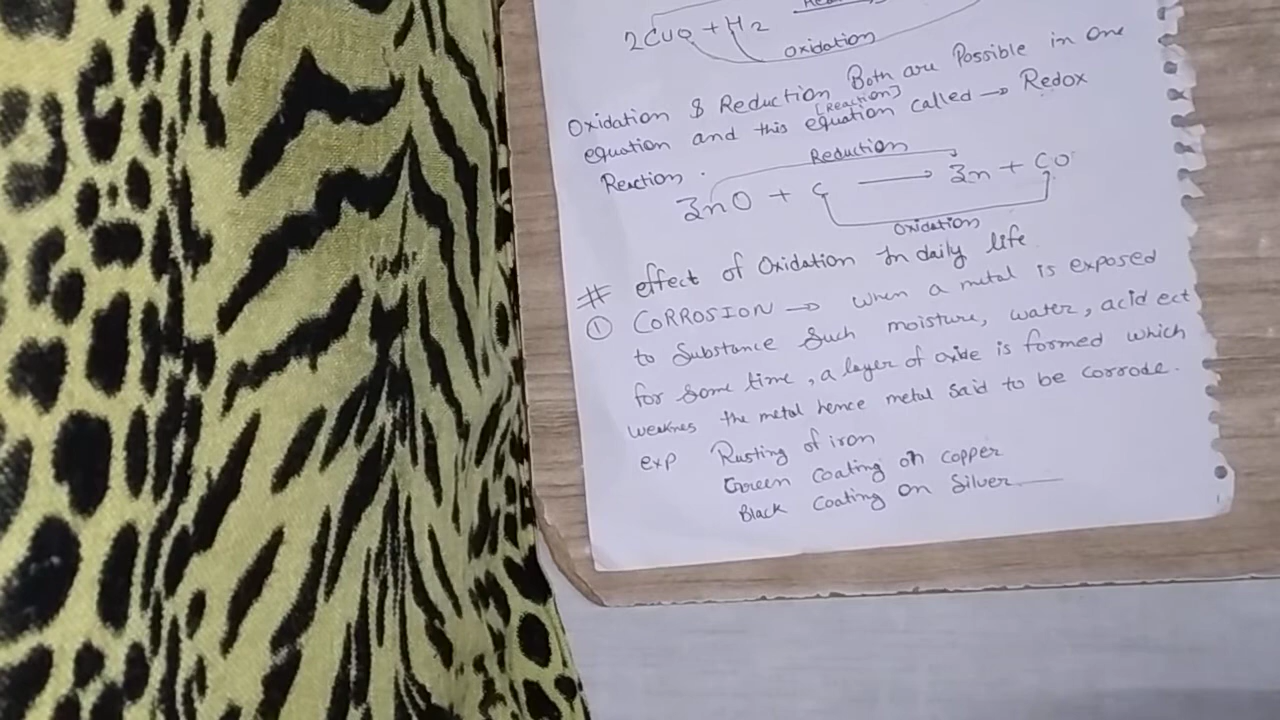 2CuO + H2
Oxidation
Oxidation & Reduction Both are Possible in one
[Reaction]
equation and this equation called → Redox
Reaction.
Reduction
ZnO + C → Zn + CO
Oxidation
# effect of Oxidation In daily life
① CORROSION → when a metal is exposed
to Substance Such moisture, water, acid ect
for Some time, a layer of oxide is formed which
weaknes the metal hence metal said to be corrode.
exp Rusting of iron
Green coating on copper
Black coating on Silver